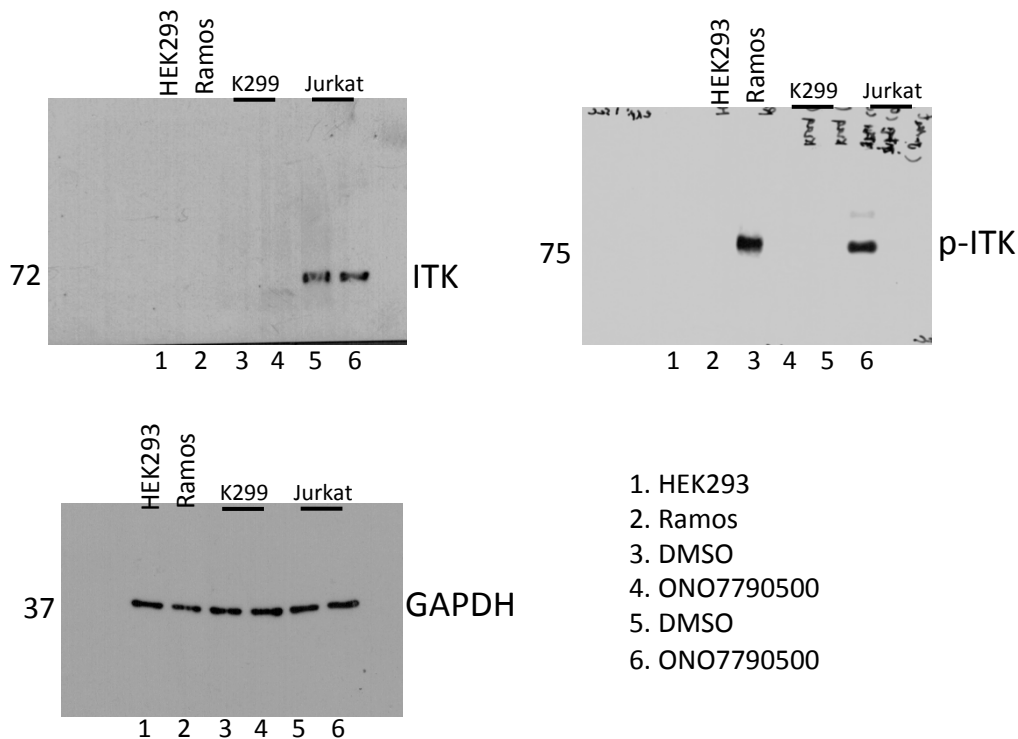 HEK293
Ramos
K299
Jurkat
72
ITK
1 2 3 4 5 6
HHEK293
Ramos
K299
Jurkat
75
p-ITK
1 2 3 4 5 6
HEK293
Ramos
K299
Jurkat
37
GAPDH
1 2 3 4 5 6
1. HEK293
2. Ramos
3. DMSO
4. ONO7790500
5. DMSO
6. ONO7790500